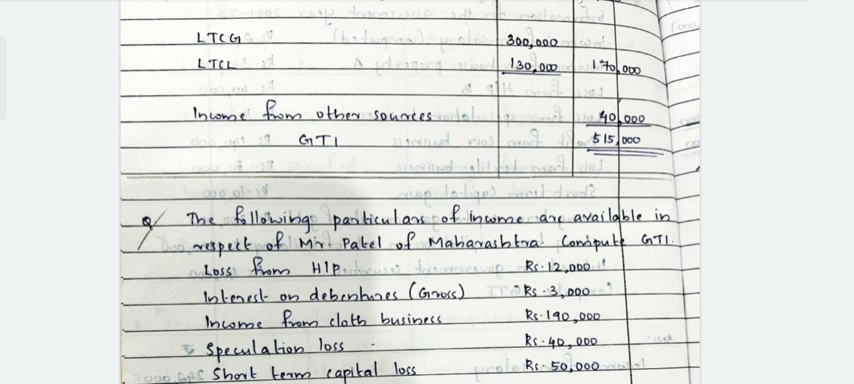 LTCG 300,000
LTCL 130,000 1,70,000
Income from other sources 40,000
GTI 515,000
Q/ The following particulars of income are available in
respect of Mr. Patel of Maharashtra. Compute GTI.
Loss from H/P Rs. 12,000
Interest on debentures (Gross) Rs. 3,000
Income from cloth business Rs. 190,000
Speculation loss Rs. 40,000
Short term capital loss Rs. 50,000